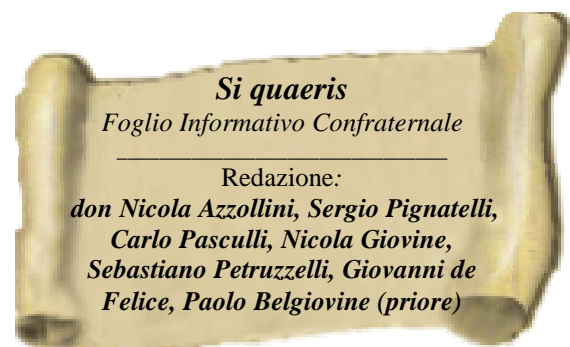 Si quaeris
Foglio Informativo Confraternale
Redazione:
don Nicola Azzollini, Sergio Pignatelli,
Carlo Pasculli, Nicola Giovine,
Sebastiano Petruzzelli, Giovanni de
Felice, Paolo Belgiovine (priore)